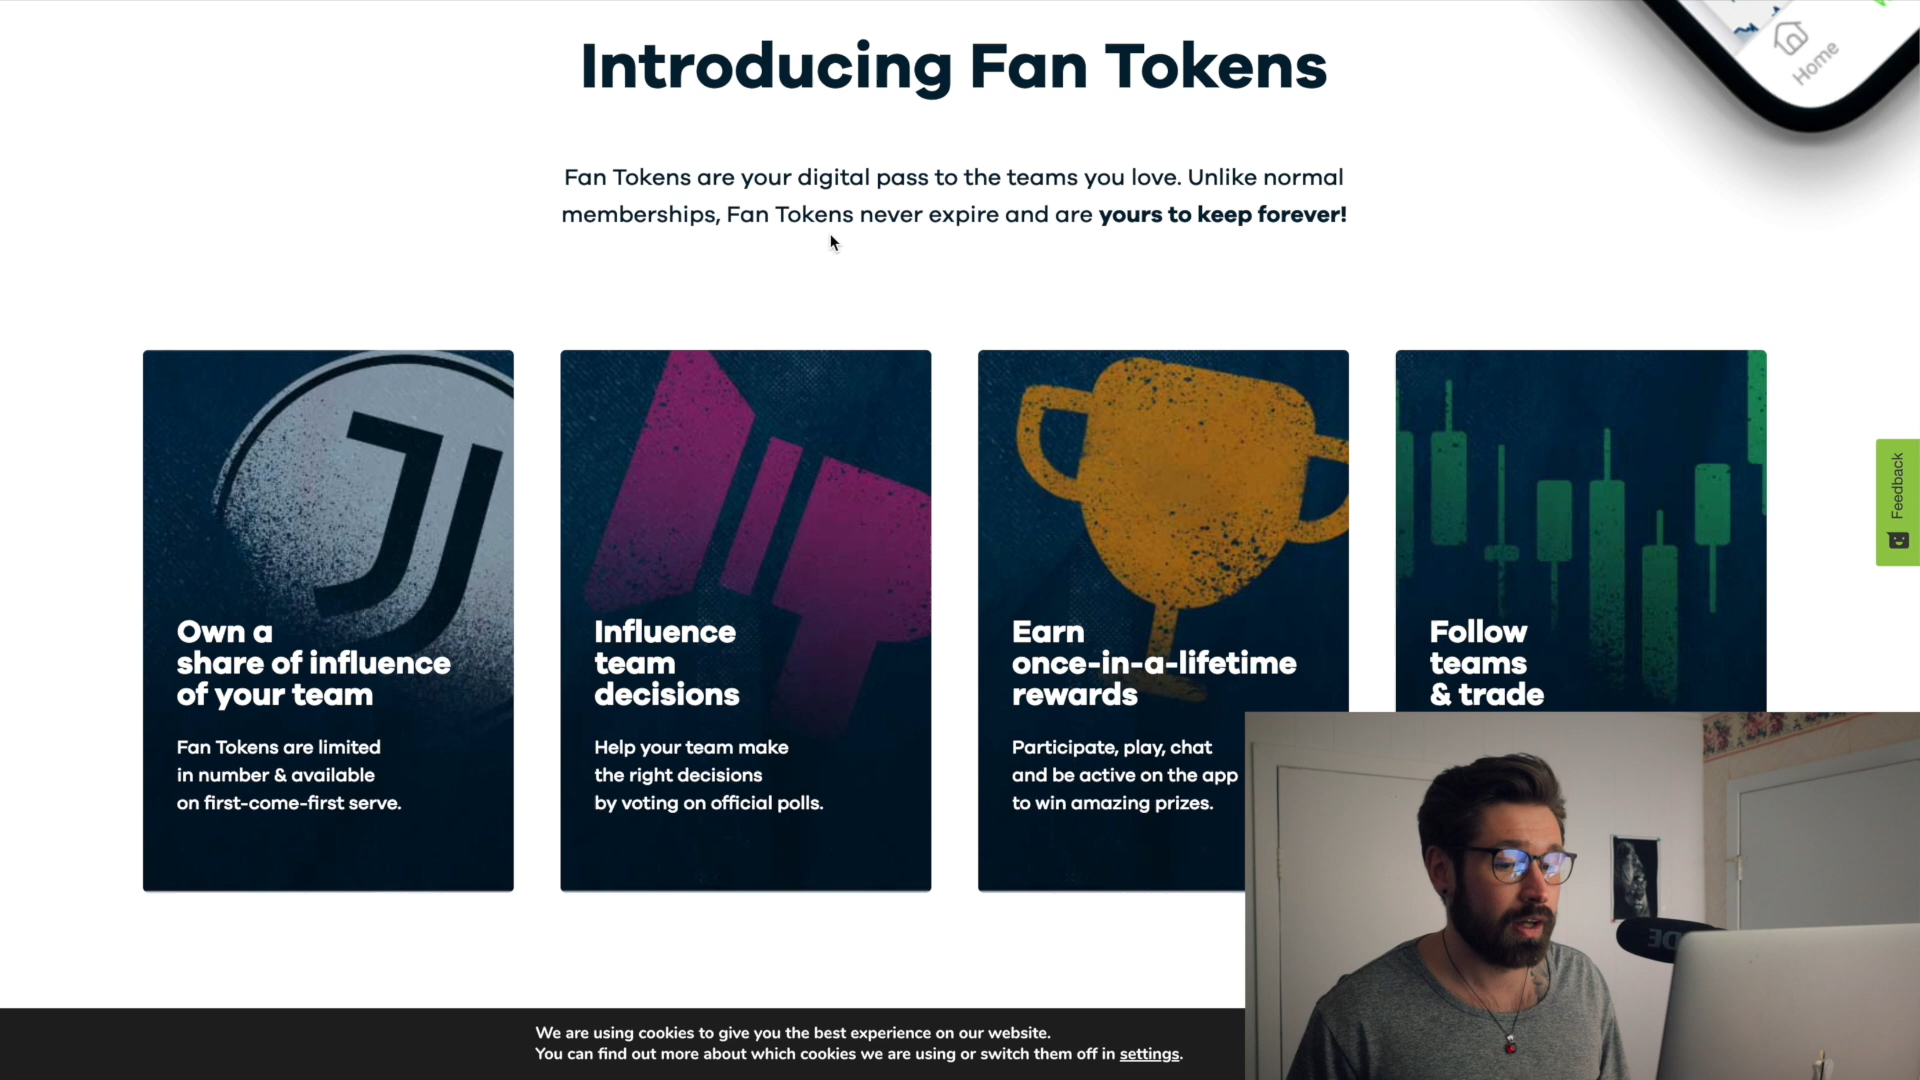 Introducing Fan Tokens
Home
Fan Tokens are your digital pass to the teams you love. Unlike normal
memberships, Fan Tokens never expire and are yours to keep forever!
Own a
share of influence
of your team
Fan Tokens are limited
in number & available
on first-come-first serve.
Influence
team
decisions
Help your team make
the right decisions
by voting on official polls.
Earn
once-in-a-lifetime
rewards
Participate, play, chat
and be active on the app
to win amazing prizes.
Follow
teams
& trade
Feedback
We are using cookies to give you the best experience on our website.
You can find out more about which cookies we are using or switch them off in settings.